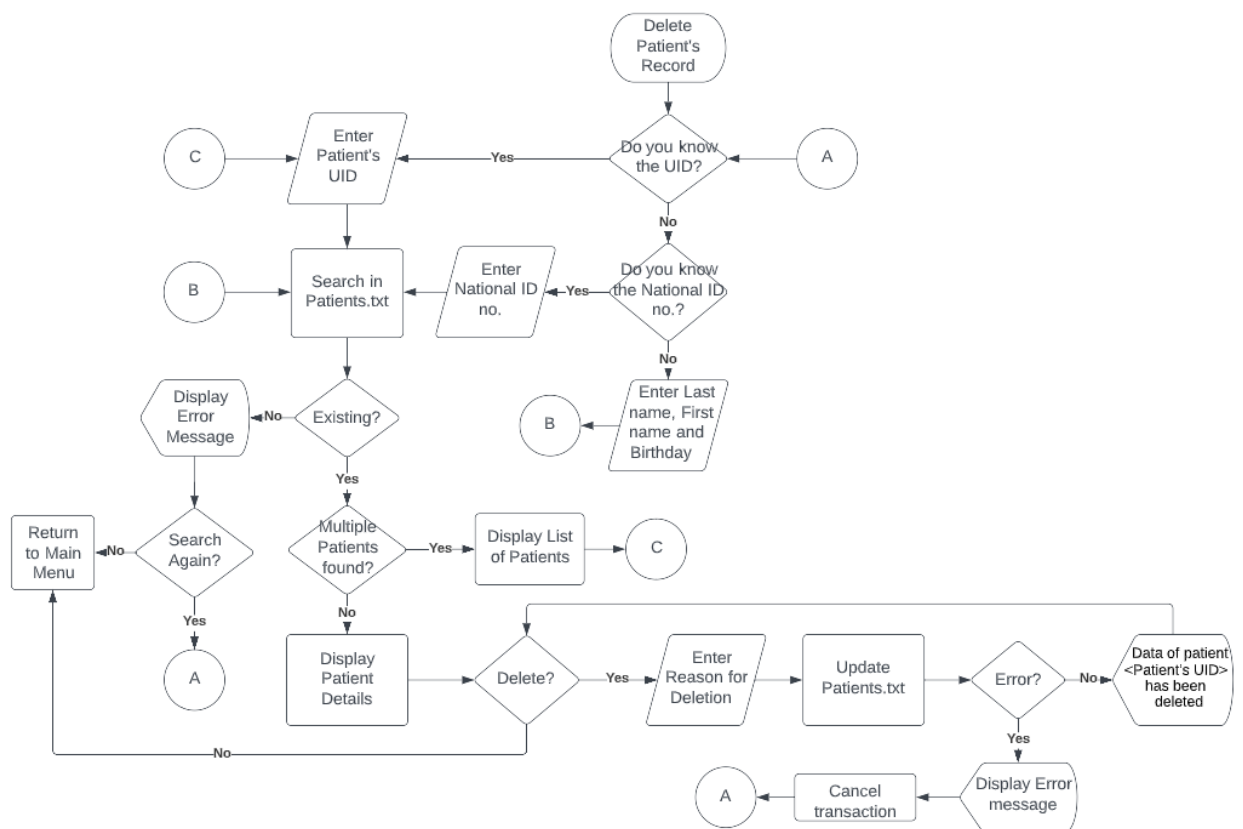 Delete
Patient's
Record
C
Enter
Patient's
UID
Yes
Do you know
the UID?
A
No
B
Search in
Patients.txt
Enter
National ID
no.
Yes
Do you know
the National ID
no.?
No
Display
Error
Message
No
Existing?
B
Enter Last
name, First
name and
Birthday
Yes
Return
to Main
Menu
No
Search
Again?
Multiple
Patients
found?
Yes
Display List
of Patients
C
Yes
No
A
Display
Patient
Details
Delete?
Yes
Enter
Reason for
Deletion
Update
Patients.txt
Error?
No
Data of patient
<Patient's UID>
has been
deleted
No
Yes
A
Cancel
transaction
Display Error
message